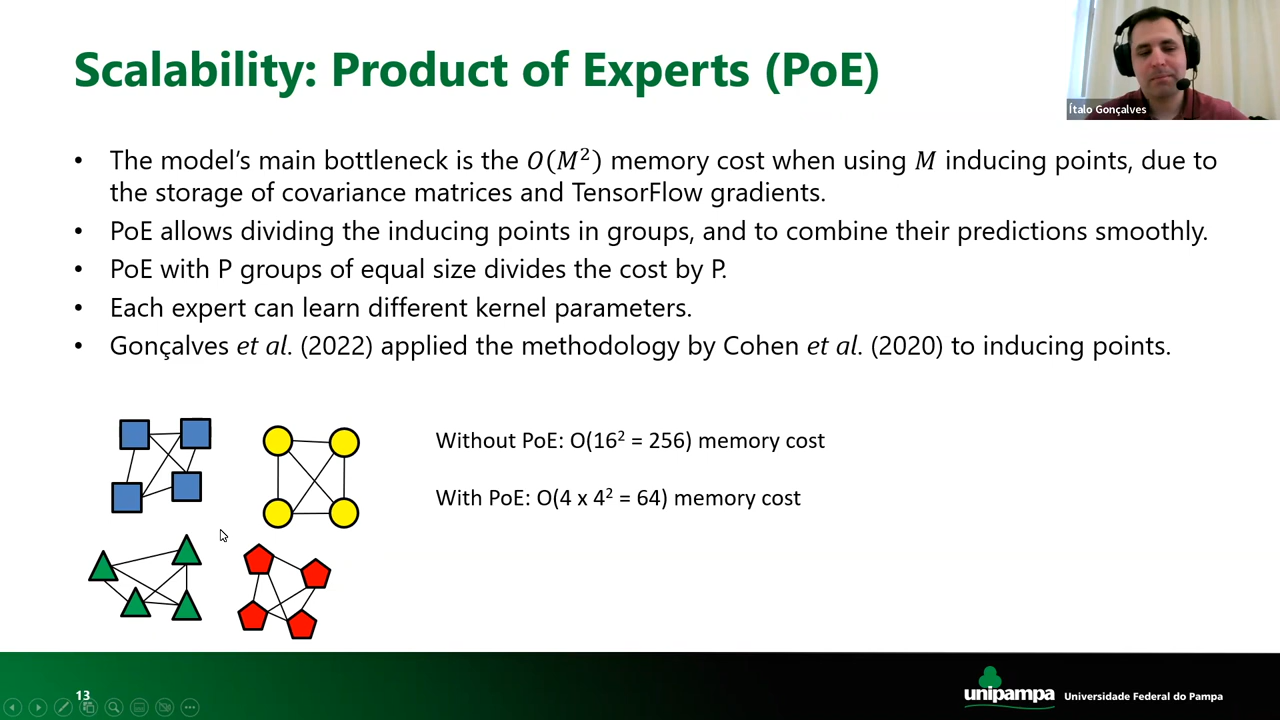 Scalability: Product of Experts (PoE)
Ítalo Gonçalves
• The model’s main bottleneck is the O(M²) memory cost when using M inducing points, due to
the storage of covariance matrices and TensorFlow gradients.
• PoE allows dividing the inducing points in groups, and to combine their predictions smoothly.
• PoE with P groups of equal size divides the cost by P.
• Each expert can learn different kernel parameters.
• Gonçalves et al. (2022) applied the methodology by Cohen et al. (2020) to inducing points.
Without PoE: O(16² = 256) memory cost
With PoE: O(4 x 4² = 64) memory cost
13
unipampa
Universidade Federal do Pampa